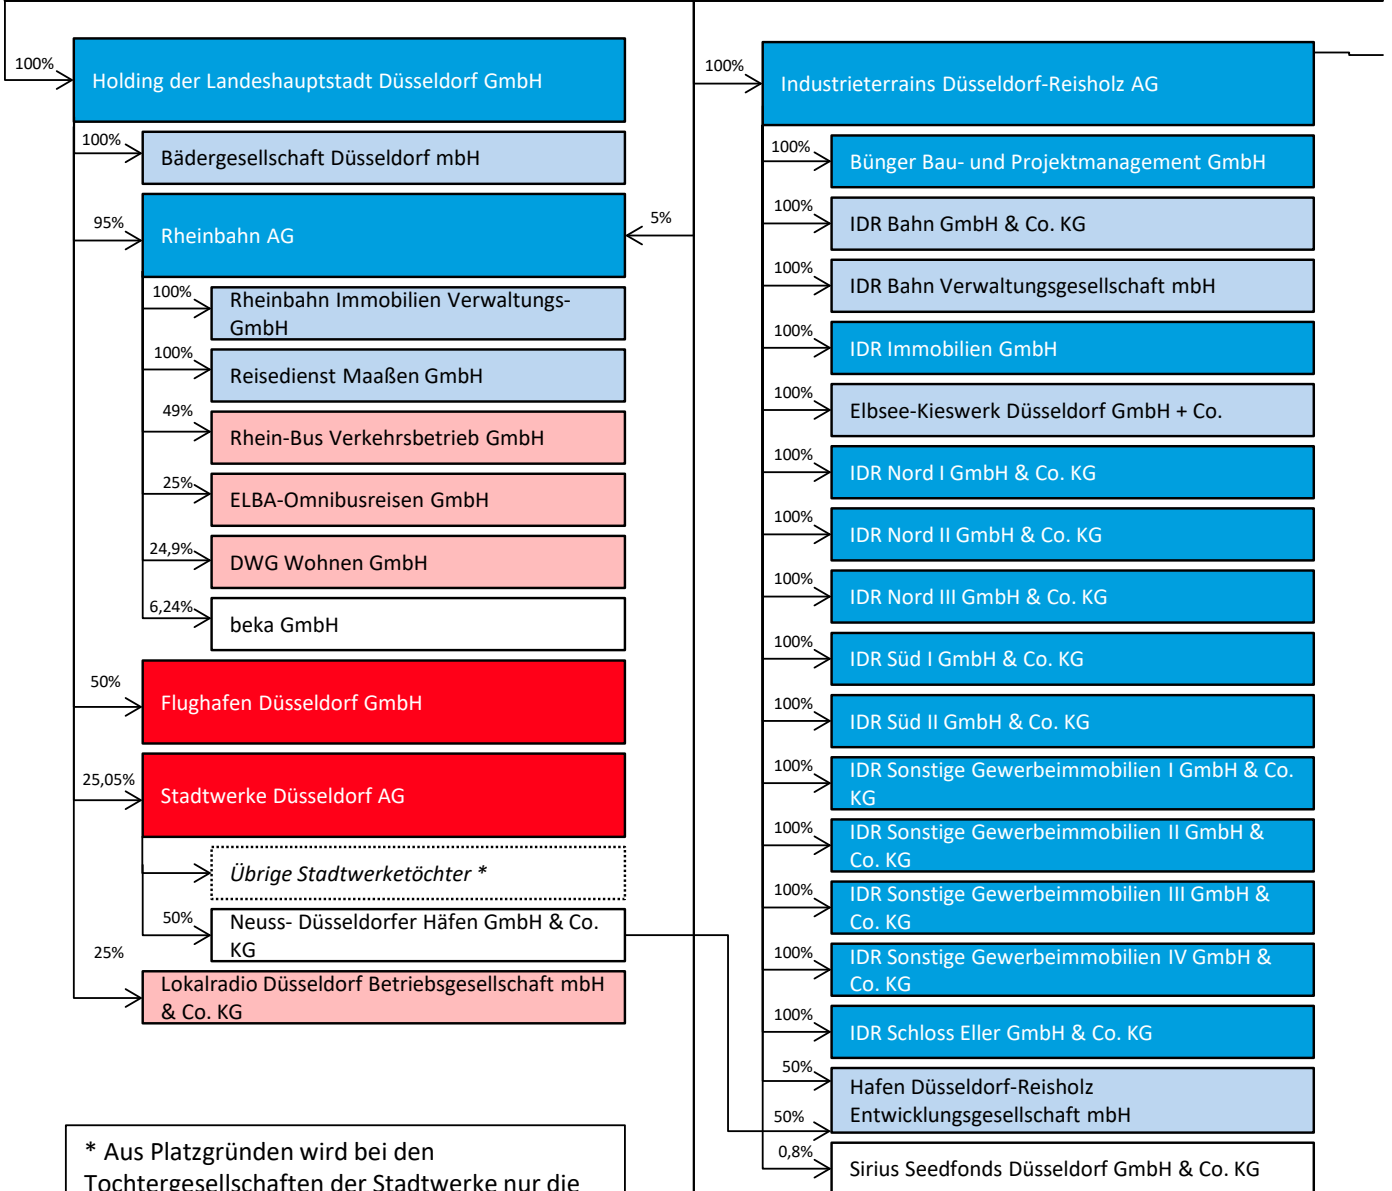 100%
Holding der Landeshauptstadt Düsseldorf GmbH
100%
Bädergesellschaft Düsseldorf mbH
95%
Rheinbahn AG
5%
100%
Rheinbahn Immobilien Verwaltungs-
GmbH
100%
Reisedienst Maaßen GmbH
49%
Rhein-Bus Verkehrsbetrieb GmbH
25%
ELBA-Omnibusreisen GmbH
24,9%
DWG Wohnen GmbH
6,24%
beka GmbH
50%
Flughafen Düsseldorf GmbH
25,05%
Stadtwerke Düsseldorf AG
Übrige Stadtwerketöchter *
50%
Neuss- Düsseldorfer Häfen GmbH & Co.
KG
25%
Lokalradio Düsseldorf Betriebsgesellschaft mbH
& Co. KG
* Aus Platzgründen wird bei den
Tochtergesellschaften der Stadtwerke nur die
100%
Industrieterrains Düsseldorf-Reisholz AG
100%
Bünger Bau- und Projektmanagement GmbH
100%
IDR Bahn GmbH & Co. KG
100%
IDR Bahn Verwaltungsgesellschaft mbH
100%
IDR Immobilien GmbH
100%
Elbsee-Kieswerk Düsseldorf GmbH + Co.
100%
IDR Nord I GmbH & Co. KG
100%
IDR Nord II GmbH & Co. KG
100%
IDR Nord III GmbH & Co. KG
100%
IDR Süd I GmbH & Co. KG
100%
IDR Süd II GmbH & Co. KG
100%
IDR Sonstige Gewerbeimmobilien I GmbH & Co.
KG
100%
IDR Sonstige Gewerbeimmobilien II GmbH &
Co. KG
100%
IDR Sonstige Gewerbeimmobilien III GmbH &
Co. KG
100%
IDR Sonstige Gewerbeimmobilien IV GmbH &
Co. KG
100%
IDR Schloss Eller GmbH & Co. KG
50%
Hafen Düsseldorf-Reisholz
Entwicklungsgesellschaft mbH
50%
0,8%
Sirius Seedfonds Düsseldorf GmbH & Co. KG